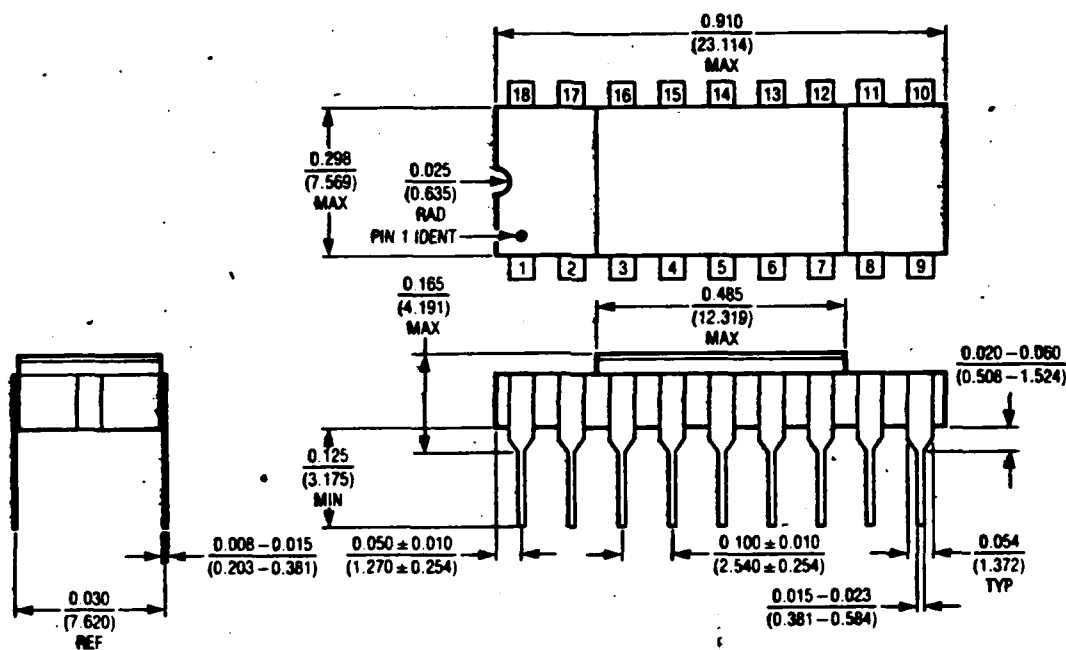 0.910
(23.114)
MAX
18 17 16 15 14 13 12 11 10
0.298
(7.569)
MAX
0.025
(0.635)
RAD
PIN 1 IDENT
1 2 3 4 5 6 7 8 9
0.165
(4.191)
MAX
0.485
(12.319)
MAX
0.020–0.060
(0.508–1.524)
0.125
(3.175)
MIN
0.008–0.015
(0.203–0.381)
0.050 ± 0.010
(1.270 ± 0.254)
0.100 ± 0.010
(2.540 ± 0.254)
0.054
(1.372)
TYP
0.030
(7.620)
REF
0.015–0.023
(0.381–0.584)